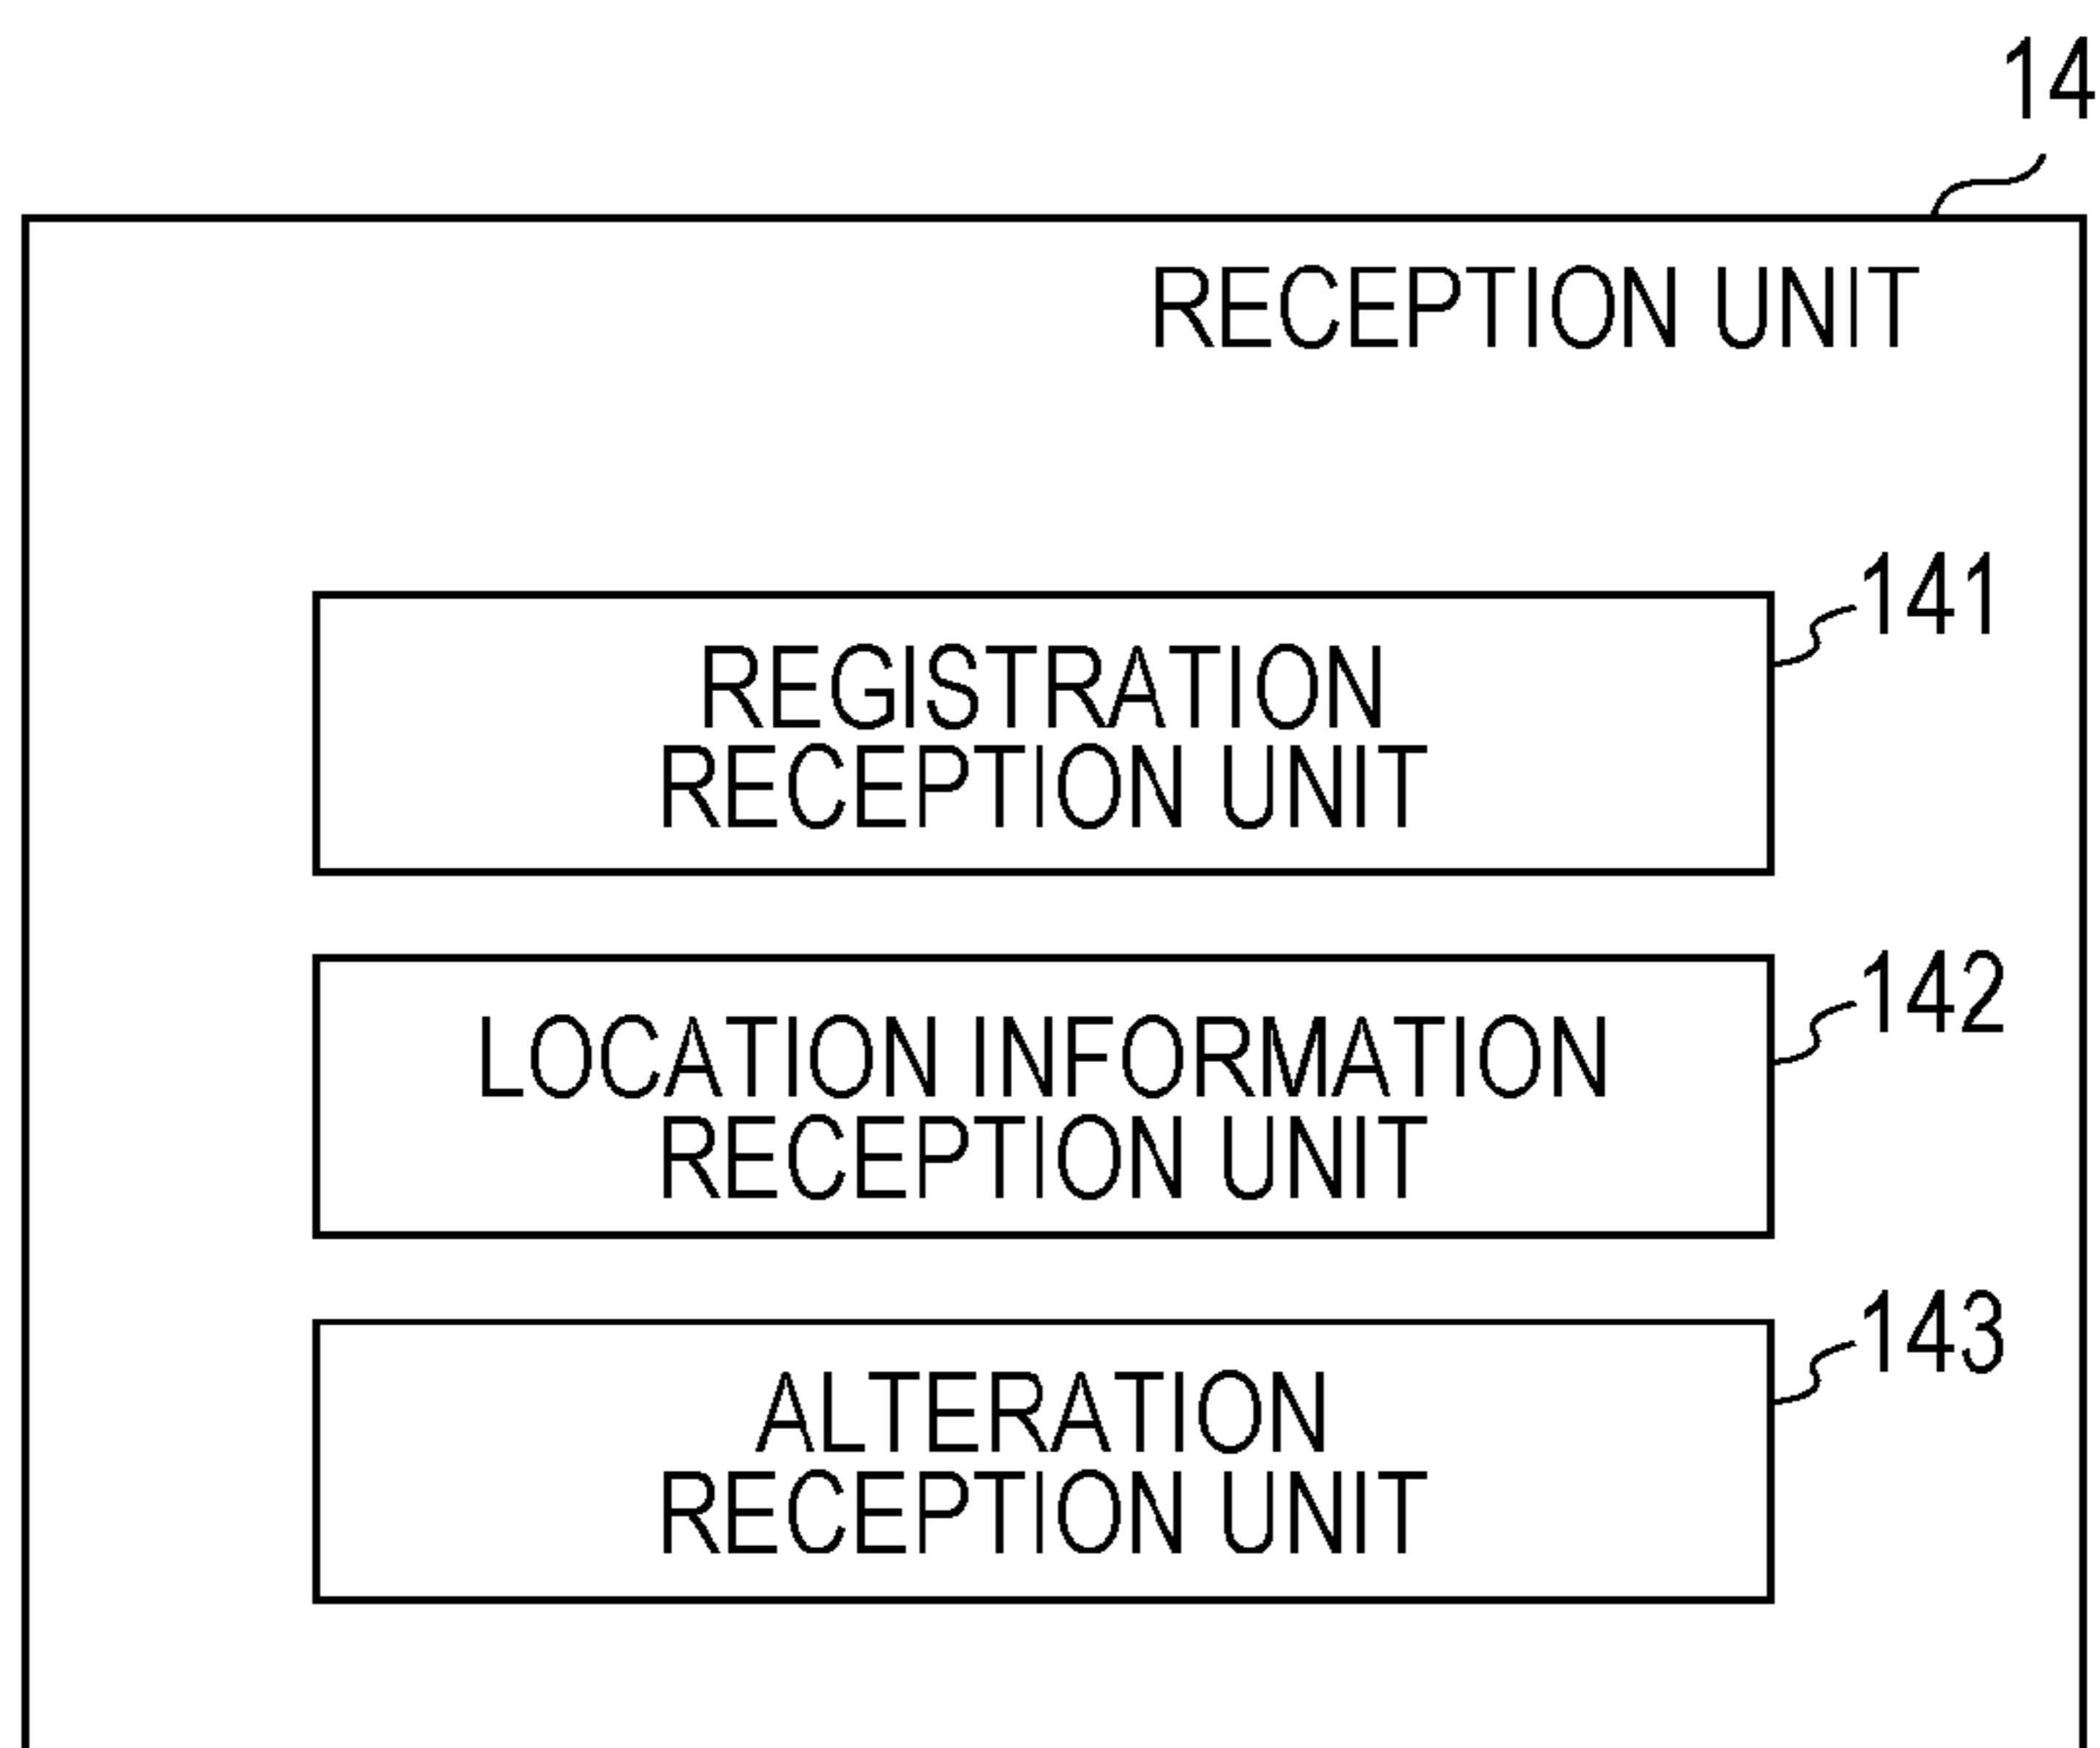 14
RECEPTION UNIT
141
REGISTRATION
RECEPTION UNIT
142
LOCATION INFORMATION
RECEPTION UNIT
143
ALTERATION
RECEPTION UNIT